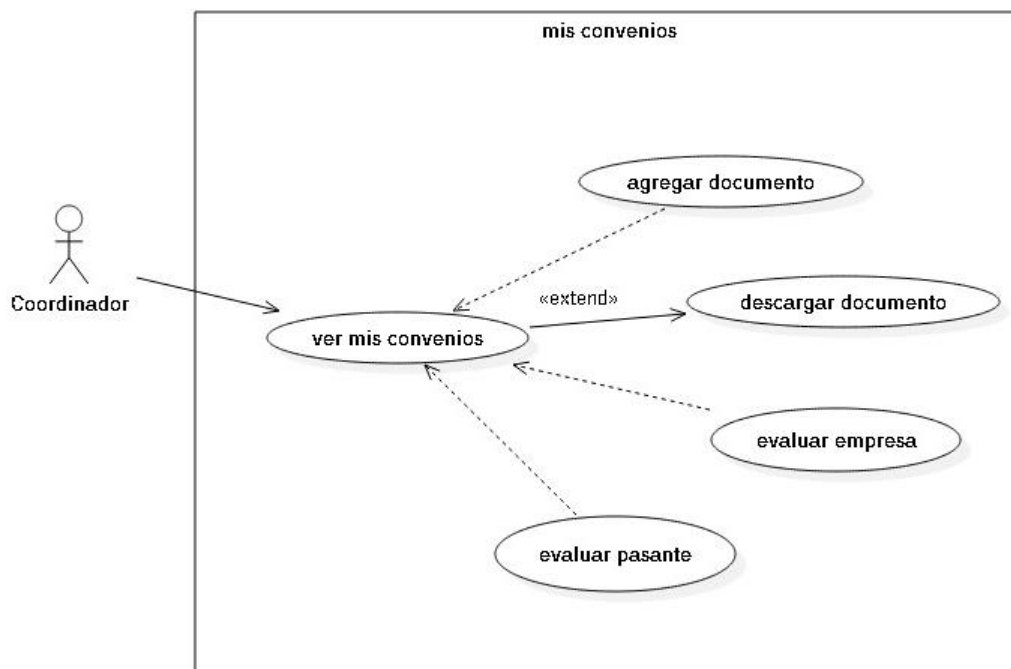 mis convenios
agregar documento
Coordinador
«extend»
descargar documento
ver mis convenios
evaluar empresa
evaluar pasante